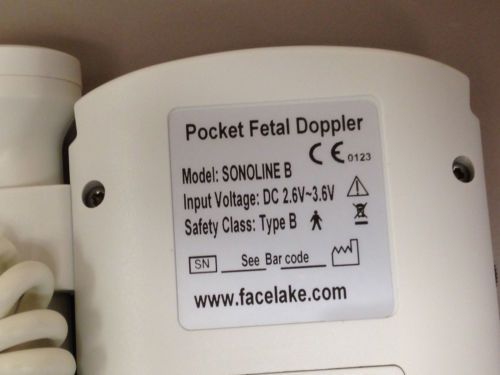 Pocket Fetal Doppler
CE 0123
Model: SONOLINE B
Input Voltage: DC 2.6V~3.6V
Safety Class: Type B
SN See Bar code
www.facelake.com